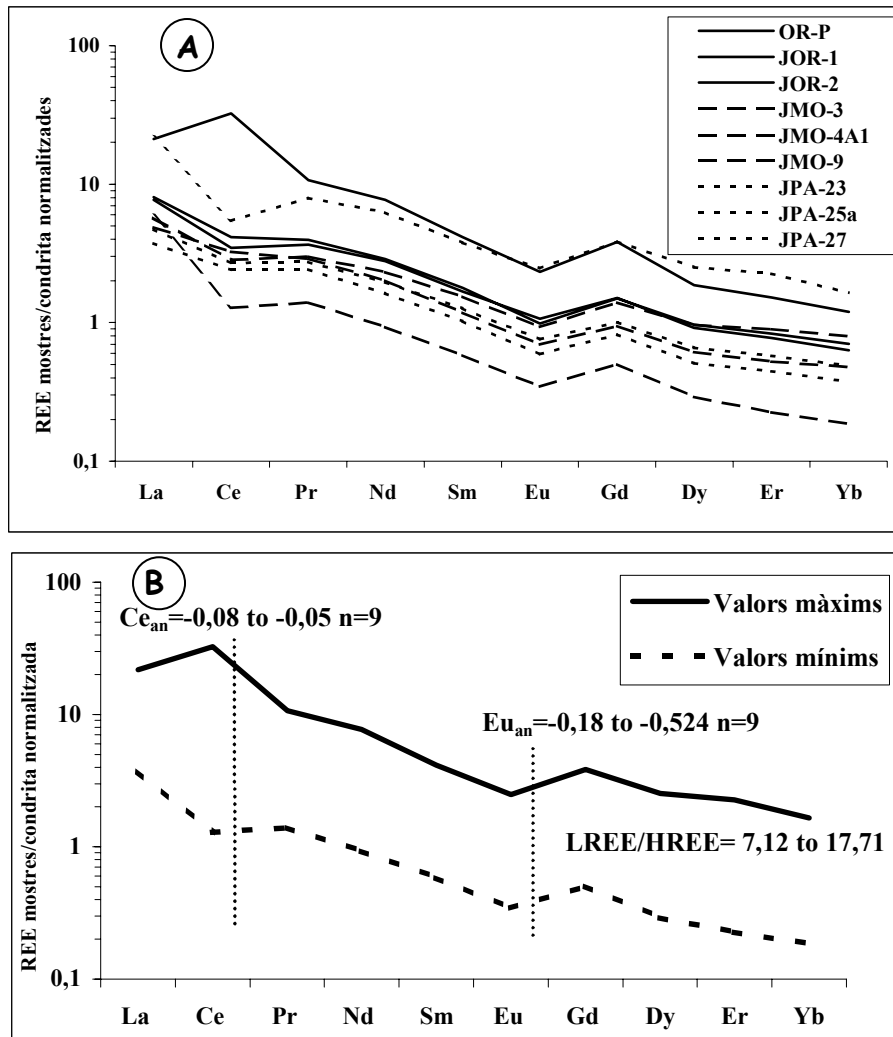 A
100
10
1
0,1
REE mostres/condrita normalitzades
OR-P
JOR-1
JOR-2
JMO-3
JMO-4A1
JMO-9
JPA-23
JPA-25a
JPA-27
La Ce Pr Nd Sm Eu Gd Dy Er Yb
B
100
10
1
0,1
REE mostres/condrita normalitzada
Ce an=-0,08 to -0,05 n=9
Valors màxims
Valors mínims
Eu an=-0,18 to -0,524 n=9
LREE/HREE= 7,12 to 17,71
La Ce Pr Nd Sm Eu Gd Dy Er Yb